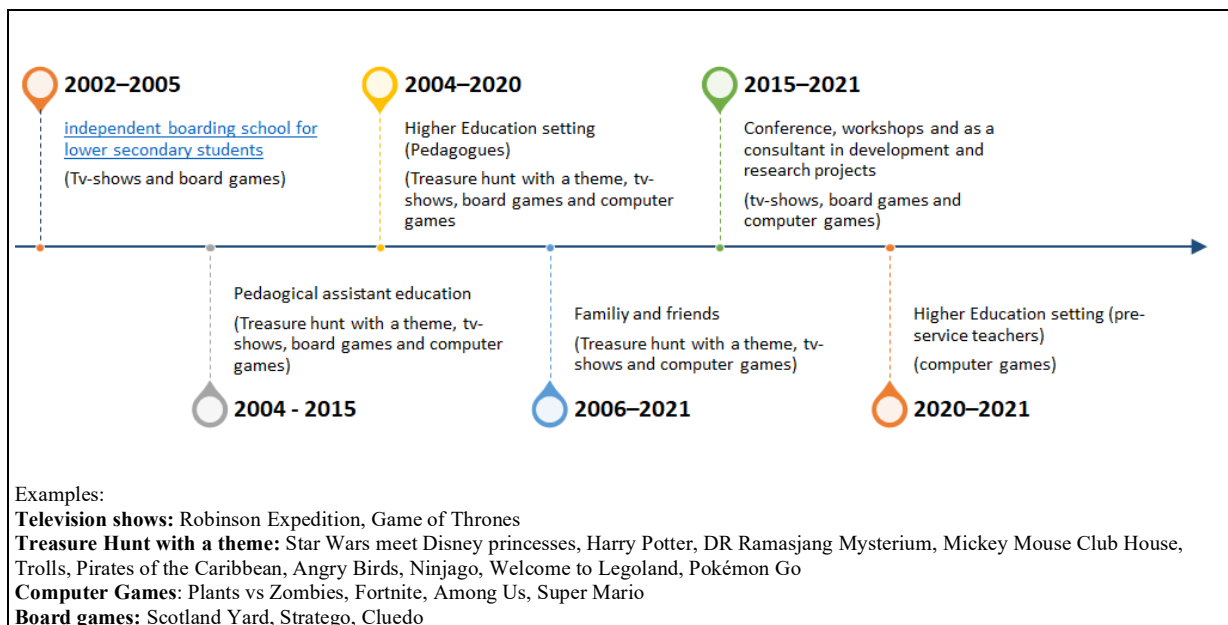 2002–2005
independent boarding school for
lower secondary students
(Tv-shows and board games)
2004–2020
Higher Education setting
(Pedagogues)
(Treasure hunt with a theme, tv-
shows, board games and computer
games
2015–2021
Conference, workshops and as a
consultant in development and
research projects
(tv-shows, board games and
computer games)
Pedaogical assistant education
(Treasure hunt with a theme, tv-
shows, board games and computer
games)
2004 - 2015
Familiy and friends
(Treasure hunt with a theme, tv-
shows and computer games)
2006–2021
Higher Education setting (pre-
service teachers)
(computer games)
2020–2021
Examples:
Television shows: Robinson Expedition, Game of Thrones
Treasure Hunt with a theme: Star Wars meet Disney princesses, Harry Potter, DR Ramasjang Mysterium, Mickey Mouse Club House,
Trolls, Pirates of the Caribbean, Angry Birds, Ninjago, Welcome to Legoland, Pokémon Go
Computer Games: Plants vs Zombies, Fortnite, Among Us, Super Mario
Board games: Scotland Yard, Stratego, Cluedo